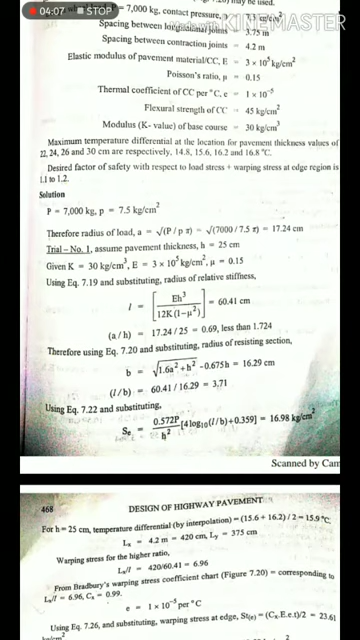 04:07 STOP
MADE WITH
KINEMASTER
= 7,000 kg, contact pressure,
Spacing between longitudinal joints = 3.75 m
Spacing between contraction joints = 4.2 m
Elastic modulus of pavement material/CC, E = 3 × 10⁵ kg/cm²
Poisson's ratio, μ = 0.15
Thermal coefficient of CC per °C, e = 1 × 10⁻⁵
Flexural strength of CC = 45 kg/cm²
Modulus (K- value) of base course = 30 kg/cm³
Maximum temperature differential at the location for pavement thickness values of
22, 24, 26 and 30 cm are respectively, 14.8, 15.6, 16.2 and 16.8 °C.
Desired factor of safety with respect to load stress + warping stress at edge region is
1.1 to 1.2.
Solution
P = 7,000 kg, p = 7.5 kg/cm²
Therefore radius of load, a = √(P / p π) = √(7000 / 7.5 π) = 17.24 cm
Trial – No. 1, assume pavement thickness, h = 25 cm
Given K = 30 kg/cm³, E = 3 × 10⁵ kg/cm², μ = 0.15
Using Eq. 7.19 and substituting, radius of relative stiffness,
l = [Eh³ / 12K (1−μ²)] = 60.41 cm
(a / h) = 17.24 / 25 = 0.69, less than 1.724
Therefore using Eq. 7.20 and substituting, radius of resisting section,
b = √1.6a² + h² -0.675h = 16.29 cm
(l / b) = 60.41 / 16.29 = 3.71
Using Eq. 7.22 and substituting,
Se = 0.572P / h² [4 log10 (l / b) + 0.359] = 16.98 kg/cm²
Scanned by Cam
468 DESIGN OF HIGHWAY PAVEMENT
For h = 25 cm, temperature differential (by interpolation) = (15.6 + 16.2) / 2 = 15.9 °C.
Lx = 4.2 m = 420 cm, Ly = 375 cm
Warping stress for the higher ratio,
Lx/l = 420/60.41 = 6.96
From Bradbury's warping stress coefficient chart (Figure 7.20) = corresponding to
Lx/l = 6.96, Cx = 0.99.
e = 1 × 10⁻⁵ per °C
Using Eq. 7.26, and substituting, warping stress at edge, St(e) = (Cx.E.e.t)/2 = 23.61
kg/cm²